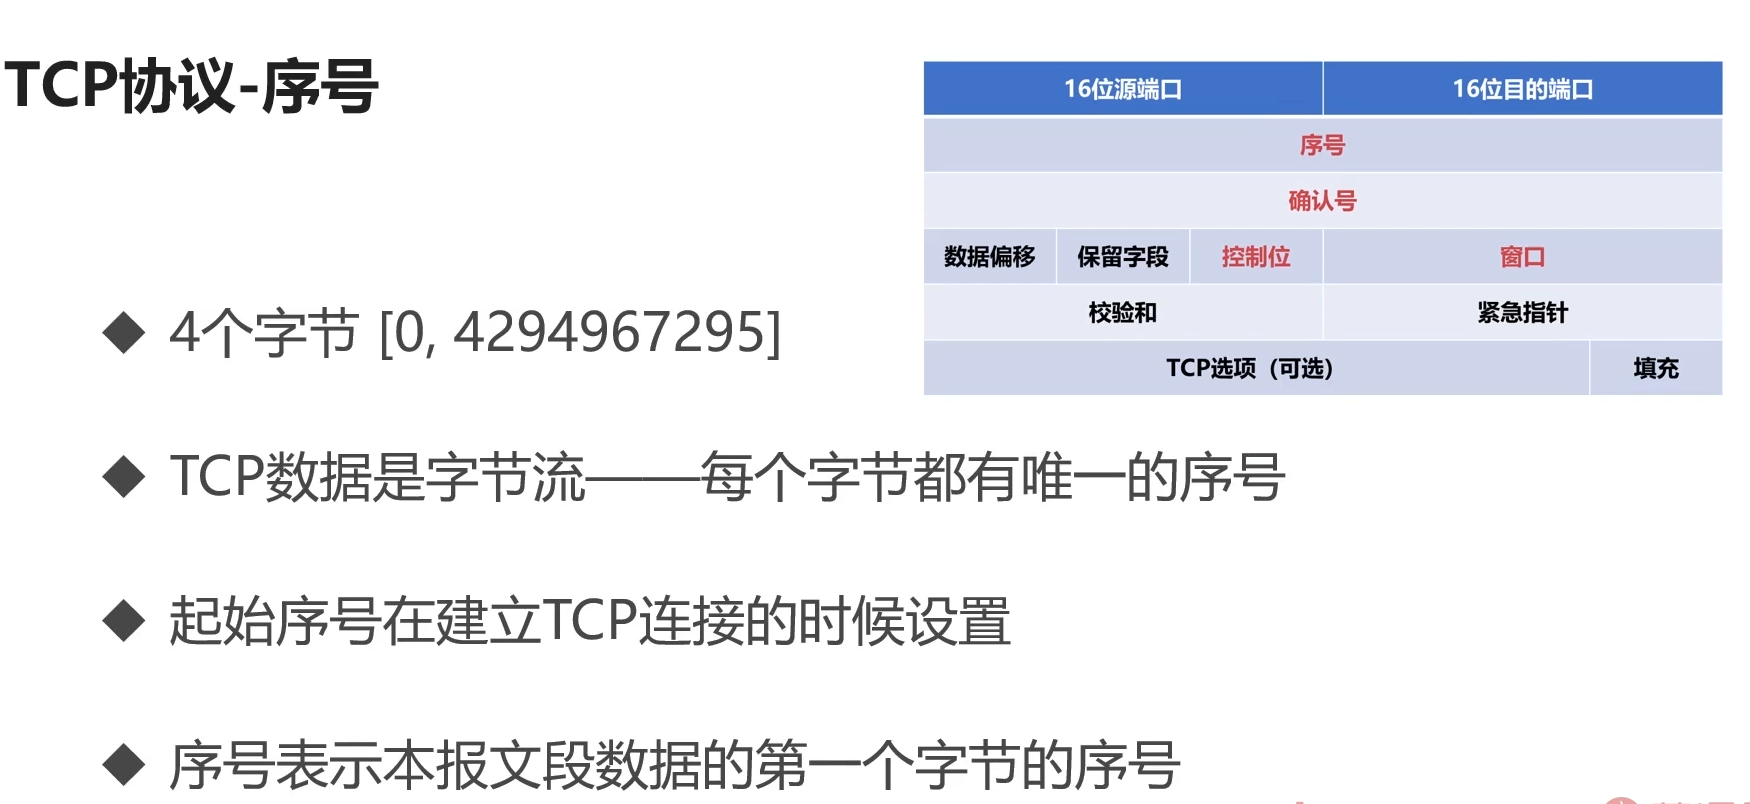 TCP协议-序号
16位源端口 16位目的端口
序号
确认号
数据偏移 保留字段 控制位 窗口
校验和 紧急指针
TCP选项（可选） 填充
4个字节 [0, 4294967295]
TCP数据是字节流——每个字节都有唯一的序号
起始序号在建立TCP连接的时候设置
序号表示本报文段数据的第一个字节的序号